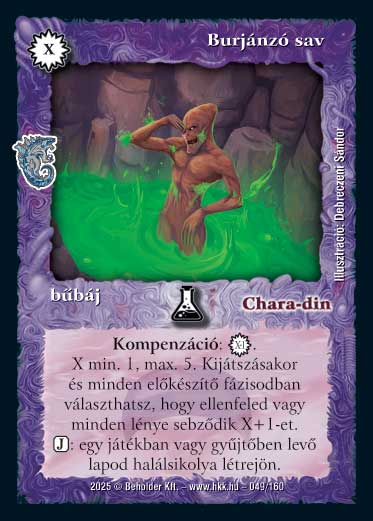 X
Burjánzó sav
Illusztráció: Debreczeni Sándor
bűbáj
Chara-din
Kompenzáció: X-1.
X min. 1, max. 5. Kijátszásakor
és minden előkészítő fázisodban
választhatsz, hogy ellenfeled vagy
minden lénye sebződik X+1-et.
J: egy játékban vagy gyűjtőben levő
lapod halálsikolya létrejön.
2025 © Beholder Kft. – www.hkk.hu – 049/160